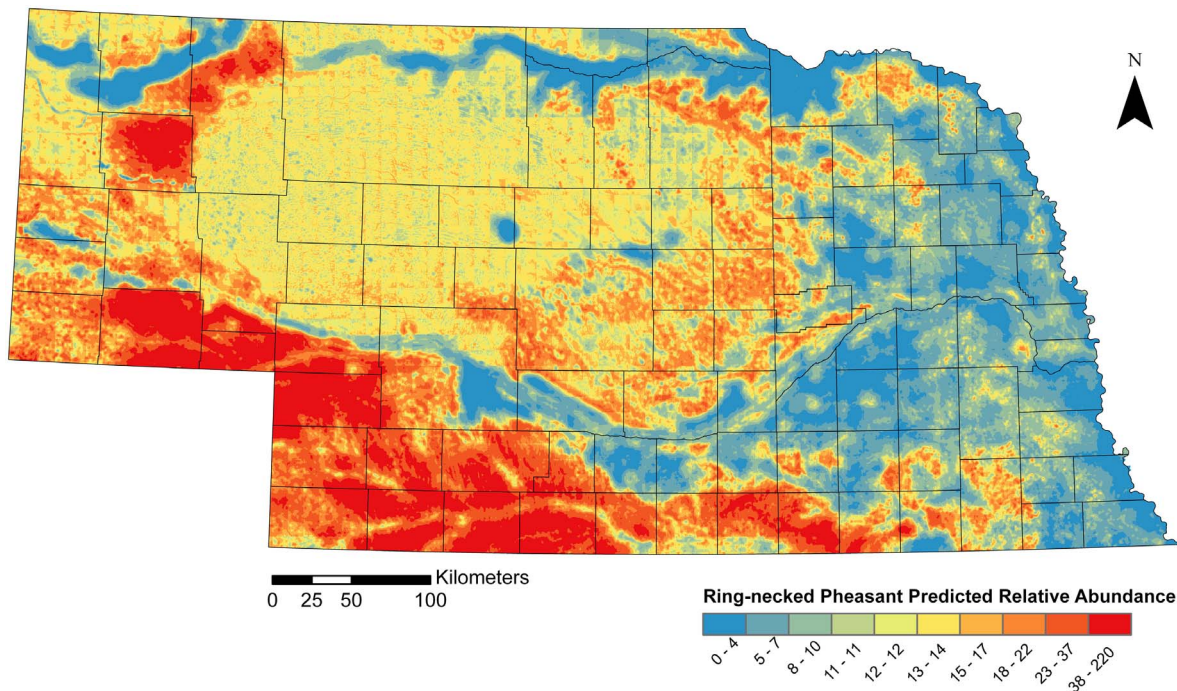 N
Kilometers
0 25 50 100
Ring-necked Pheasant Predicted Relative Abundance
0 - 4
5 - 7
8 - 10
11 - 11
12 - 12
13 - 14
15 - 17
18 - 22
23 - 37
38 - 220